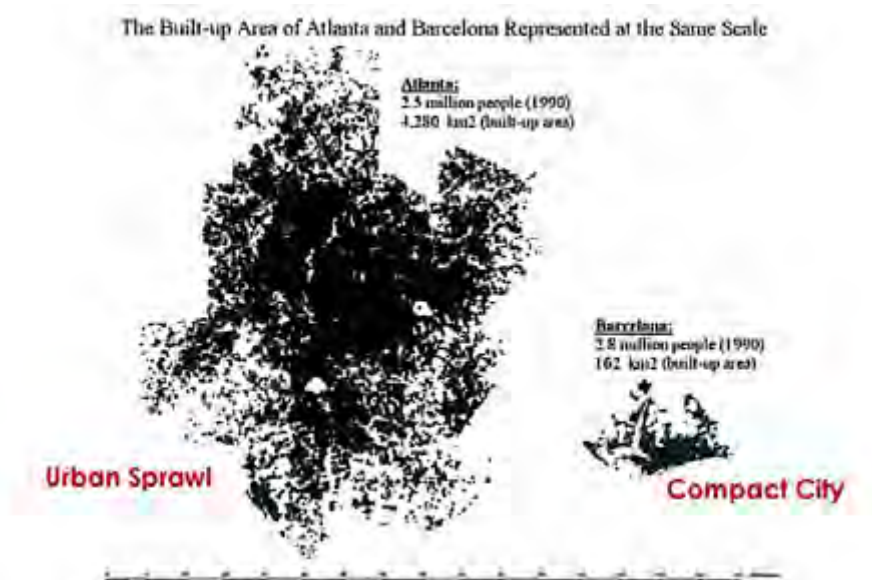 The Built-up Area of Atlanta and Barcelona Represented at the Same Scale
Atlanta:
2.5 million people (1990)
4,280 km2 (built-up area)
Barcelona:
2.8 million people (1990)
162 km2 (built-up area)
Urban Sprawl
Compact City